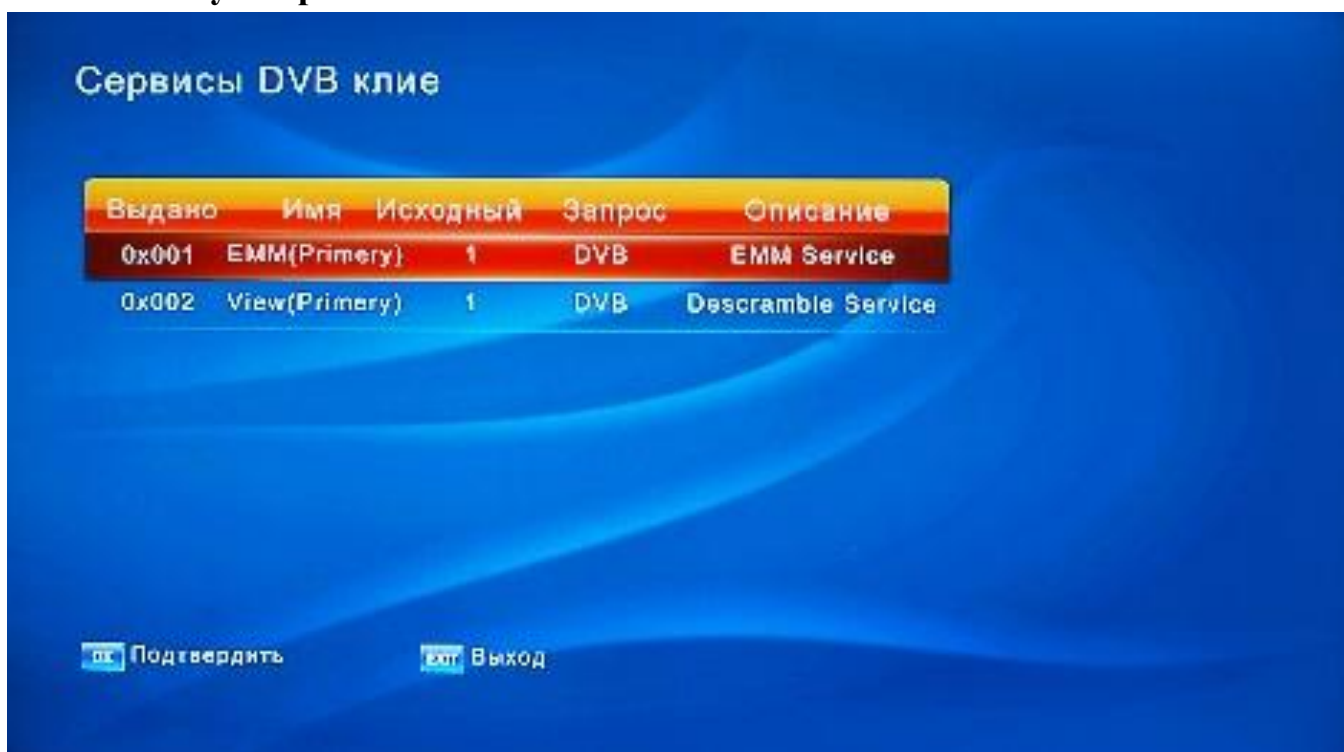 Сервисы DVB клие
Выдано Имя Исходный Запрос Описание
0x001 EMM(Primery) 1 DVB EMM Service
0x002 View(Primery) 1 DVB Descramble Service
OK Подтвердить EXIT Выход